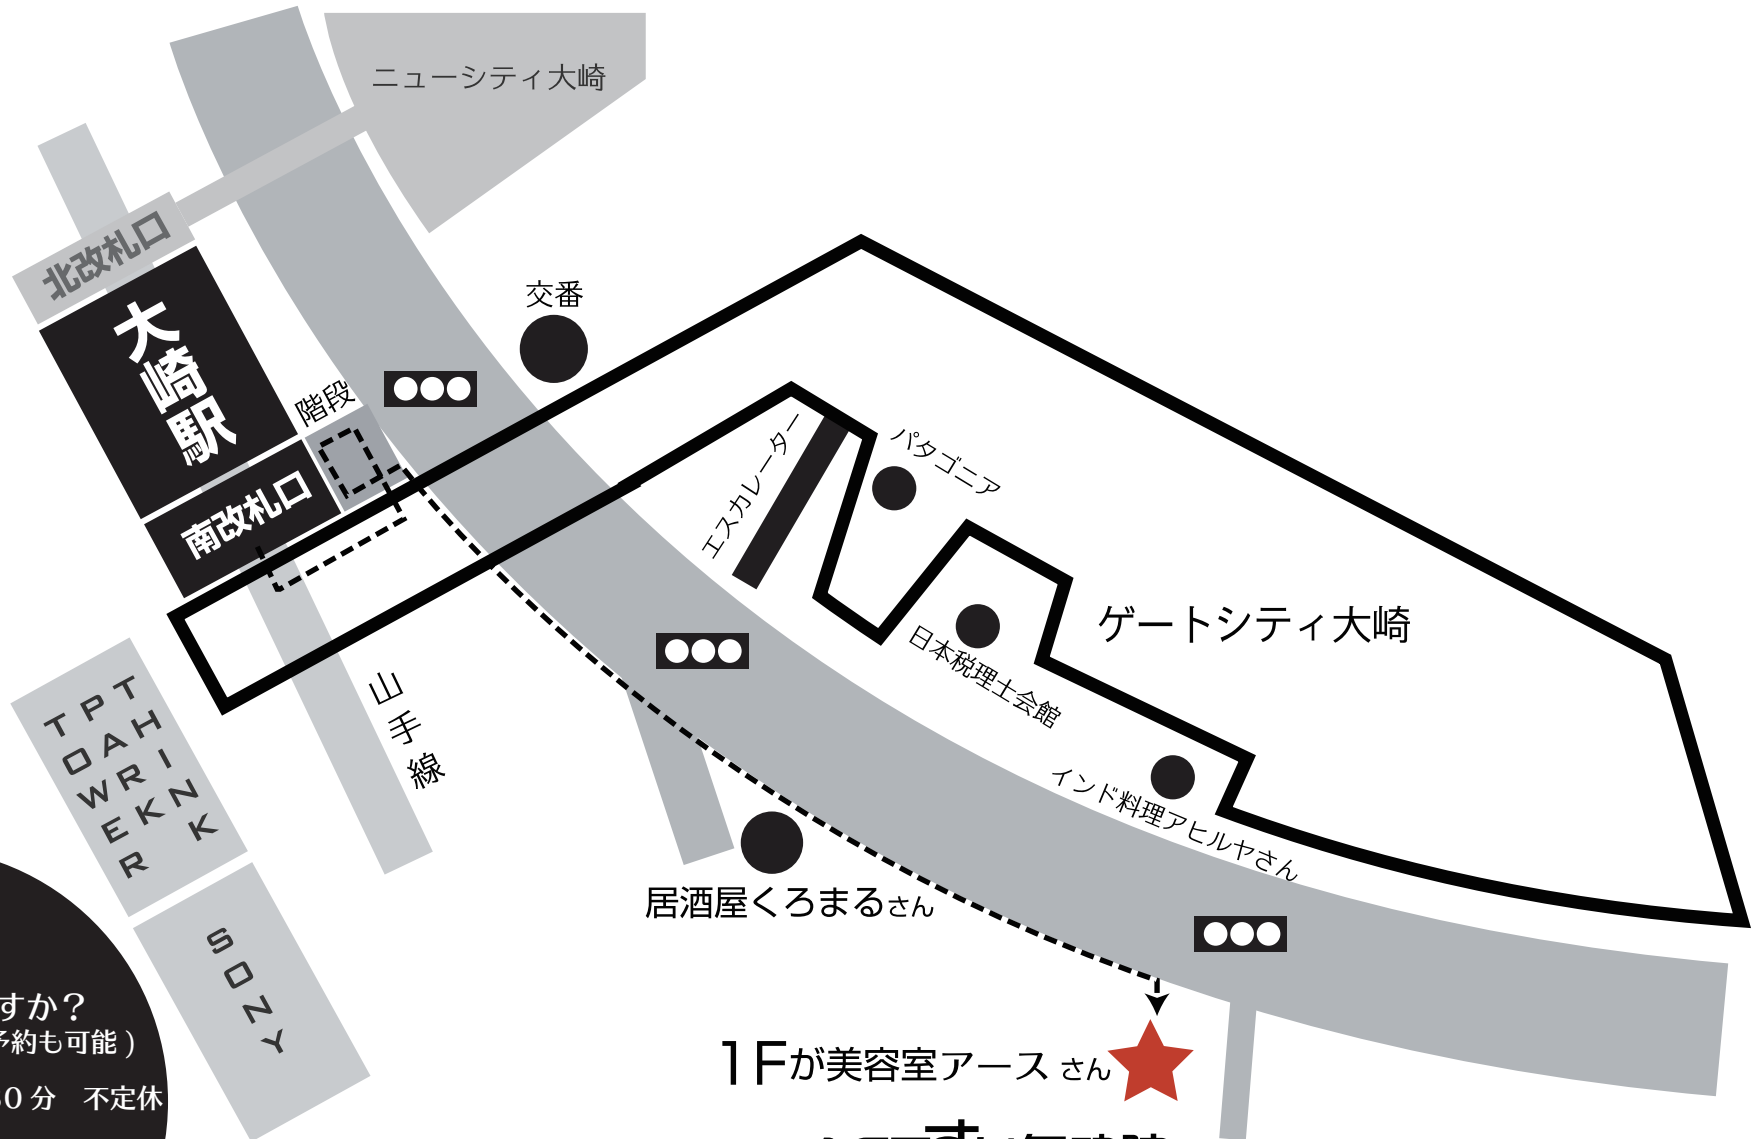 ニューシティ大崎
北改札口
大崎駅
階段
南改札口
交番
エスカレーター
パタゴニア
日本税理士会館
ゲートシティ大崎
インド料理アヒルヤさん
山手線
THINK
PARK
TOWER
SONY
居酒屋くろまるさん
1Fが美容室アースさん
すか？
予約も可能 )
0 分　不定休